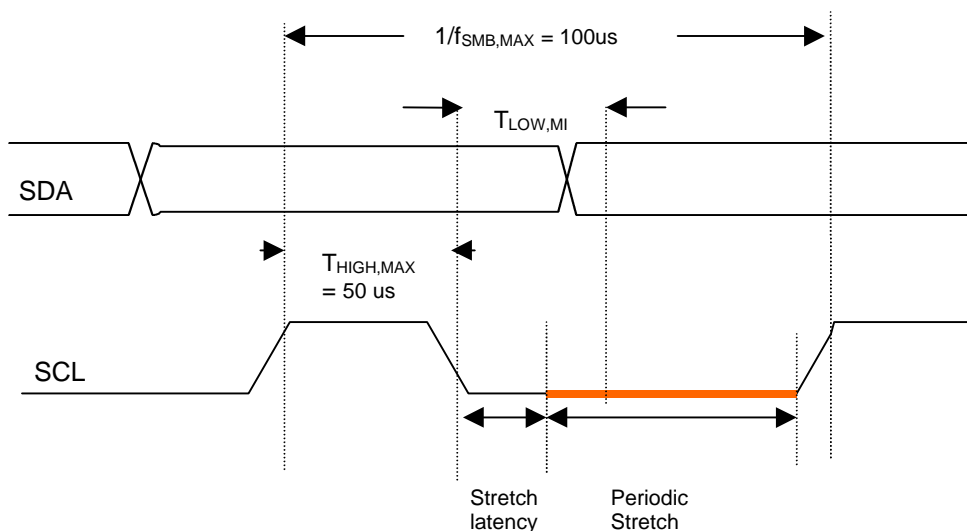 1/fSMB,MAX = 100us
TLOW,MI
SDA
THIGH,MAX
= 50 us
SCL
Stretch
latency
Periodic
Stretch